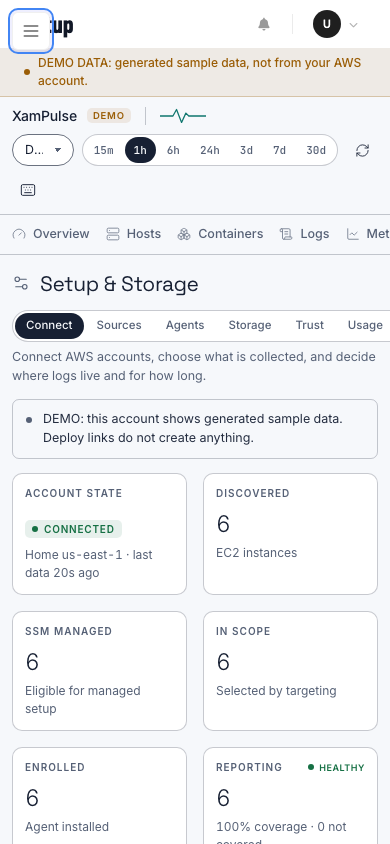 up
U
DEMO DATA: generated sample data, not from your AWS
account.
XamPulse DEMO
D... 15m 1h 6h 24h 3d 7d 30d
Overview Hosts Containers Logs Met
Setup & Storage
Connect Sources Agents Storage Trust Usage
Connect AWS accounts, choose what is collected, and decide
where logs live and for how long.
DEMO: this account shows generated sample data.
Deploy links do not create anything.
ACCOUNT STATE
CONNECTED
Home us-east-1 · last
data 20s ago
DISCOVERED
6
EC2 instances
SSM MANAGED
6
Eligible for managed
setup
IN SCOPE
6
Selected by targeting
ENROLLED
6
Agent installed
REPORTING HEALTHY
6
100% coverage · 0 not
covered